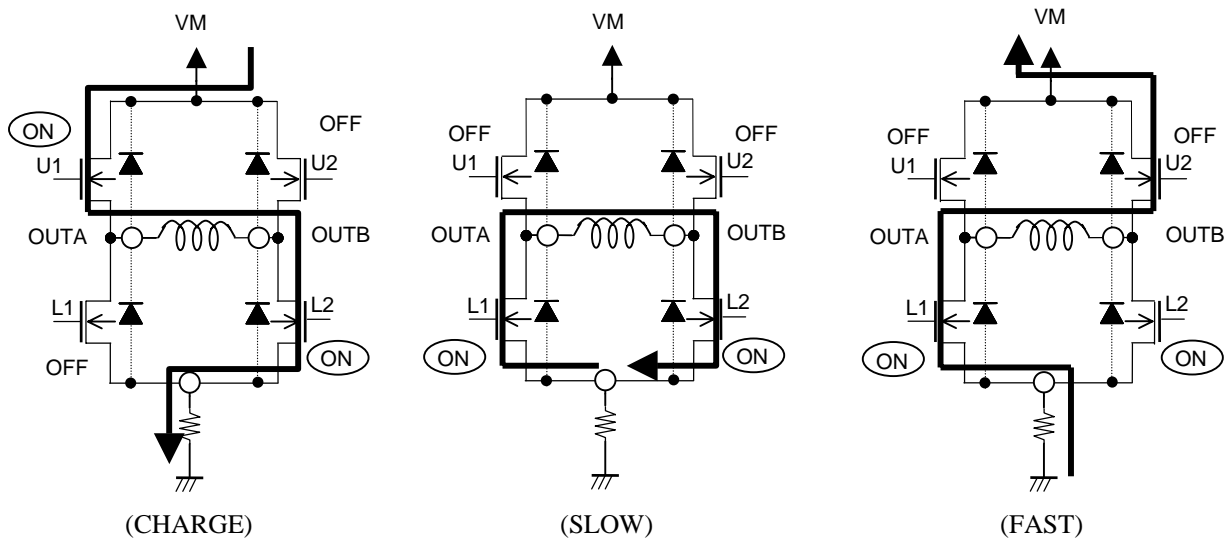 VM
ON
OFF
U1
U2
OUTA
OUTB
L1
L2
OFF
ON
(CHARGE)
VM
OFF
OFF
U1
U2
OUTA
OUTB
L1
L2
ON
ON
(SLOW)
VM
OFF
OFF
U1
U2
OUTA
OUTB
L1
L2
ON
ON
(FAST)